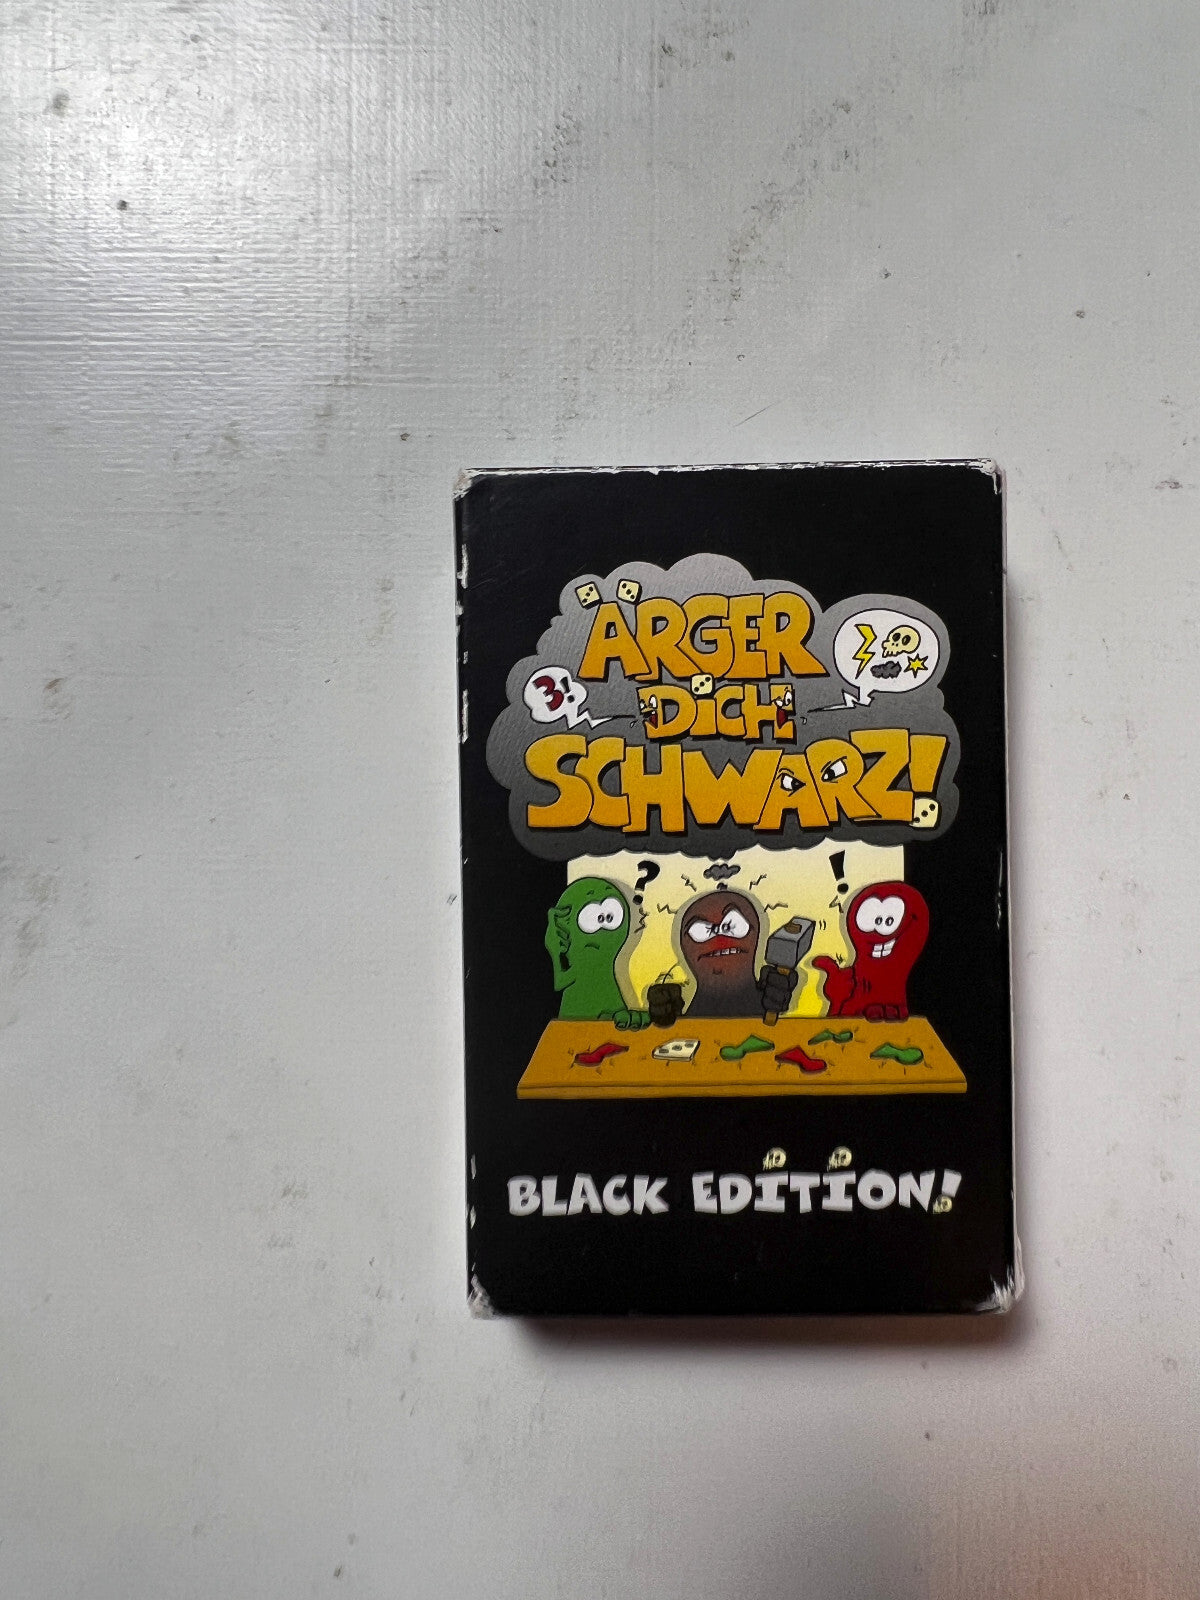 ÄRGER
3!
DiCH
SCHWARZ!
?
!
BLACK EDiTiON!